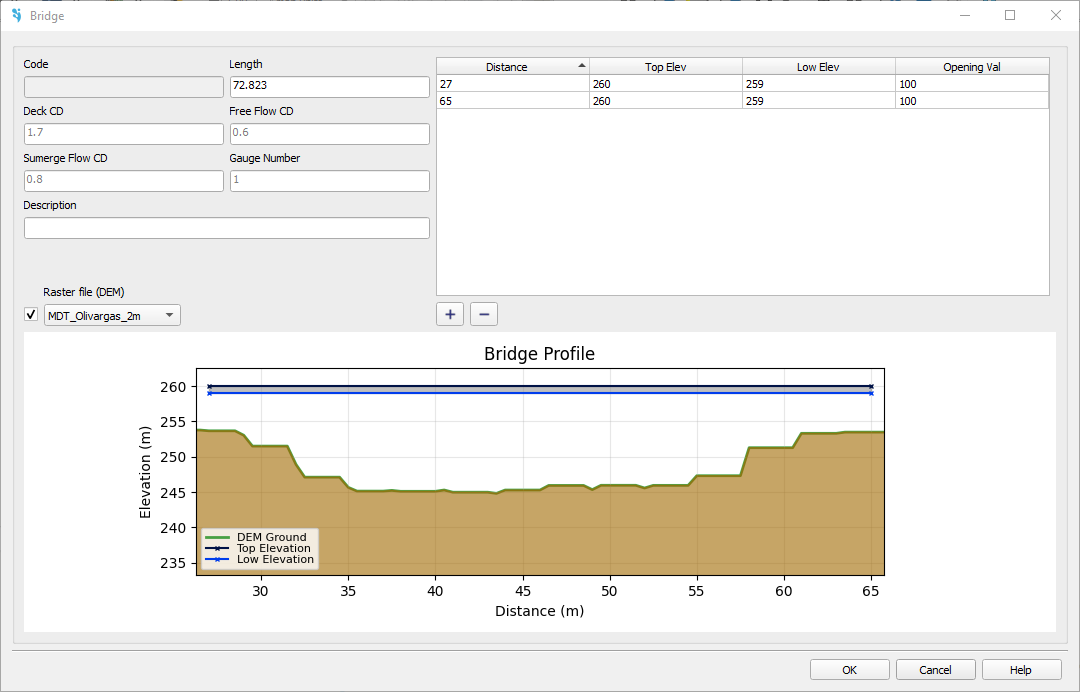 Bridge
Code
Length
72.823
Deck CD
Free Flow CD
1.7
0.6
Sumerge Flow CD
Gauge Number
0.8
1
Description
Raster file (DEM)
MDT_Olivargas_2m
Distance Top Elev Low Elev Opening Val
27 260 259 100
65 260 259 100
+ −
Bridge Profile
Elevation (m)
260
255
250
245
240
235
DEM Ground
Top Elevation
Low Elevation
30 35 40 45 50 55 60 65
Distance (m)
OK Cancel Help